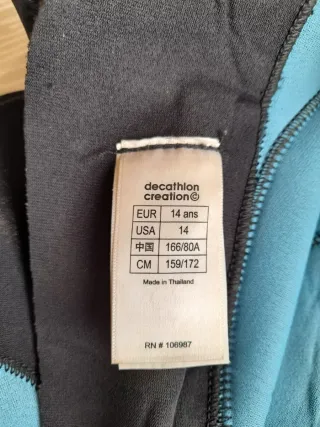 decathlon
creation©
EUR 14 ans
USA 14
中国 166/80A
CM 159/172
Made in Thailand
RN # 106987